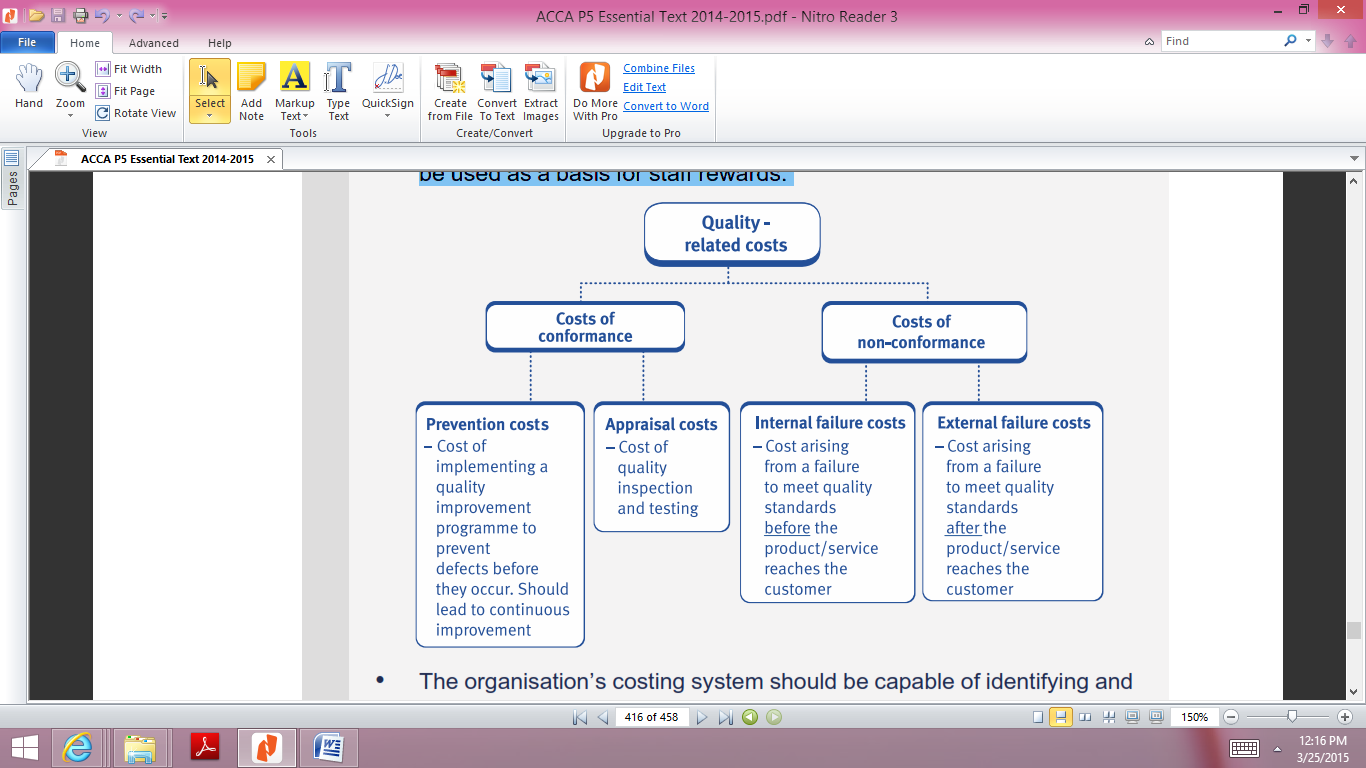 ACCA P5 Essential Text 2014-2015.pdf - Nitro Reader 3
File
Home
Advanced
Help
Find
Hand
Zoom
Fit Width
Fit Page
Rotate View
View
Select
Add
Note
Markup
Text
Type
Text
QuickSign
Tools
Create
from File
Convert
To Text
Extract
Images
Create/Convert
Do More
With Pro
Combine Files
Edit Text
Convert to Word
Upgrade to Pro
ACCA P5 Essential Text 2014-2015
Pages
be used as a basis for staff rewards.
Quality -
related costs
Costs of
conformance
Costs of
non-conformance
Prevention costs
– Cost of
implementing a
quality
improvement
programme to
prevent
defects before
they occur. Should
lead to continuous
improvement
Appraisal costs
– Cost of
quality
inspection
and testing
Internal failure costs
– Cost arising
from a failure
to meet quality
standards
before the
product/service
reaches the
customer
External failure costs
– Cost arising
from a failure
to meet quality
standards
after the
product/service
reaches the
customer
• The organisation's costing system should be capable of identifying and
416 of 458
150%
12:16 PM
3/25/2015